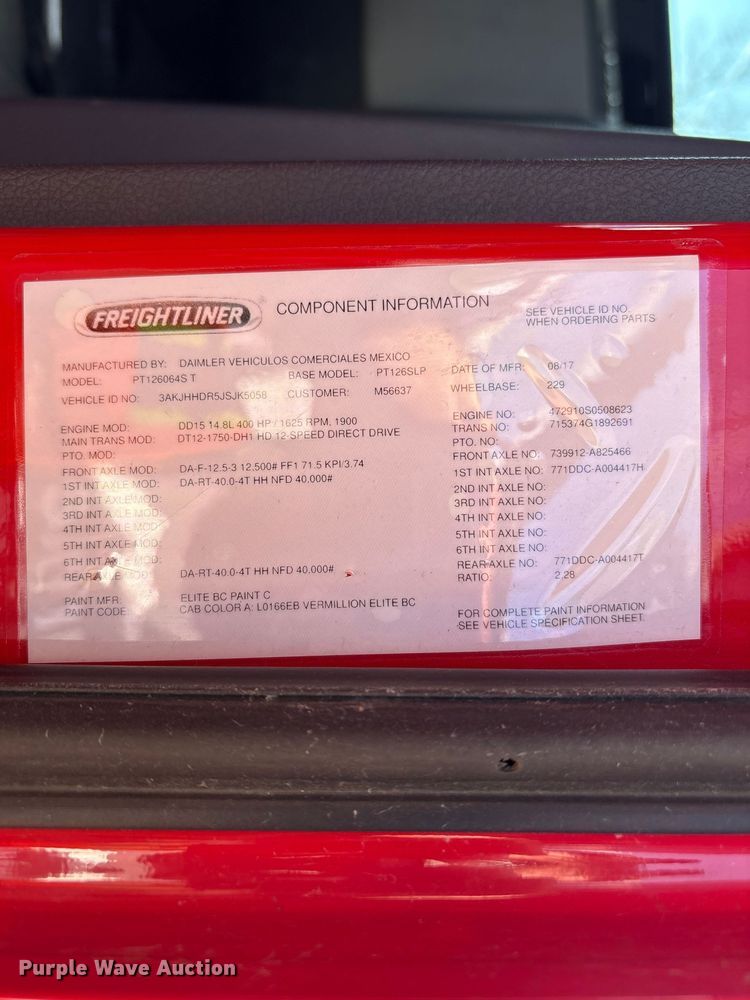 FREIGHTLINER COMPONENT INFORMATION
SEE VEHICLE ID NO.
WHEN ORDERING PARTS
MANUFACTURED BY: DAIMLER VEHICULOS COMERCIALES MEXICO
DATE OF MFR: 08/17
MODEL: PT126064S T BASE MODEL: PT126SLP
WHEELBASE: 229
VEHICLE ID NO: 3AKJHHDR5JSJK5058 CUSTOMER: M56637
ENGINE MOD: DD15 14.8L 400 HP / 1625 RPM, 1900
ENGINE NO: 472910S0508623
MAIN TRANS MOD: DT12-1750-DH1 HD 12-SPEED DIRECT DRIVE
TRANS NO: 715374G1892691
PTO. MOD:
PTO. NO:
FRONT AXLE MOD: DA-F-12.5-3 12,500# FF1 71.5 KPI/3.74
FRONT AXLE NO: 739912-A825466
1ST INT AXLE MOD: DA-RT-40.0-4T HH NFD 40,000#
1ST INT AXLE NO: 771DDC-A004417H
2ND INT AXLE MOD:
2ND INT AXLE NO:
3RD INT AXLE MOD:
3RD INT AXLE NO:
4TH INT AXLE MOD:
4TH INT AXLE NO:
5TH INT AXLE MOD:
5TH INT AXLE NO:
6TH INT AXLE MOD:
6TH INT AXLE NO:
REAR AXLE MOD: DA-RT-40.0-4T HH NFD 40,000#
REAR AXLE NO: 771DDC-A004417T
RATIO: 2.28
PAINT MFR: ELITE BC PAINT C
PAINT CODE: CAB COLOR A: L0166EB VERMILLION ELITE BC
FOR COMPLETE PAINT INFORMATION
SEE VEHICLE SPECIFICATION SHEET.
Purple Wave Auction